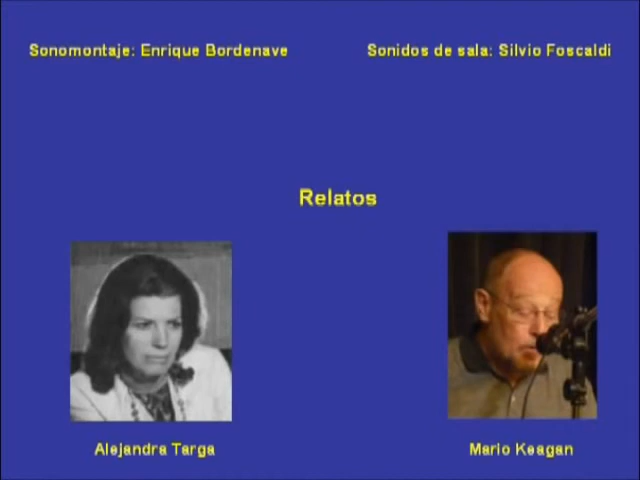 Sonomontaje: Enrique Bordenave
Sonidos de sala: Silvio Foscaldi
Relatos
Alejandra Targa
Mario Keagan